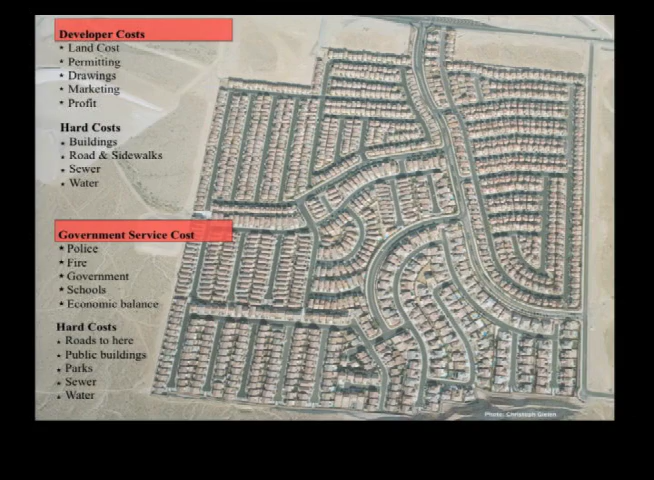 Developer Costs
* Land Cost
* Permitting
* Drawings
• Marketing
* Profit
Hard Costs
• Buildings
• Road & Sidewalks
• Sewer
• Water
Government Service Cost
* Police
* Fire
* Government
* Schools
* Economic balance
Hard Costs
• Roads to here
• Public buildings
• Parks
• Sewer
• Water
Photo: Christoph Gielen